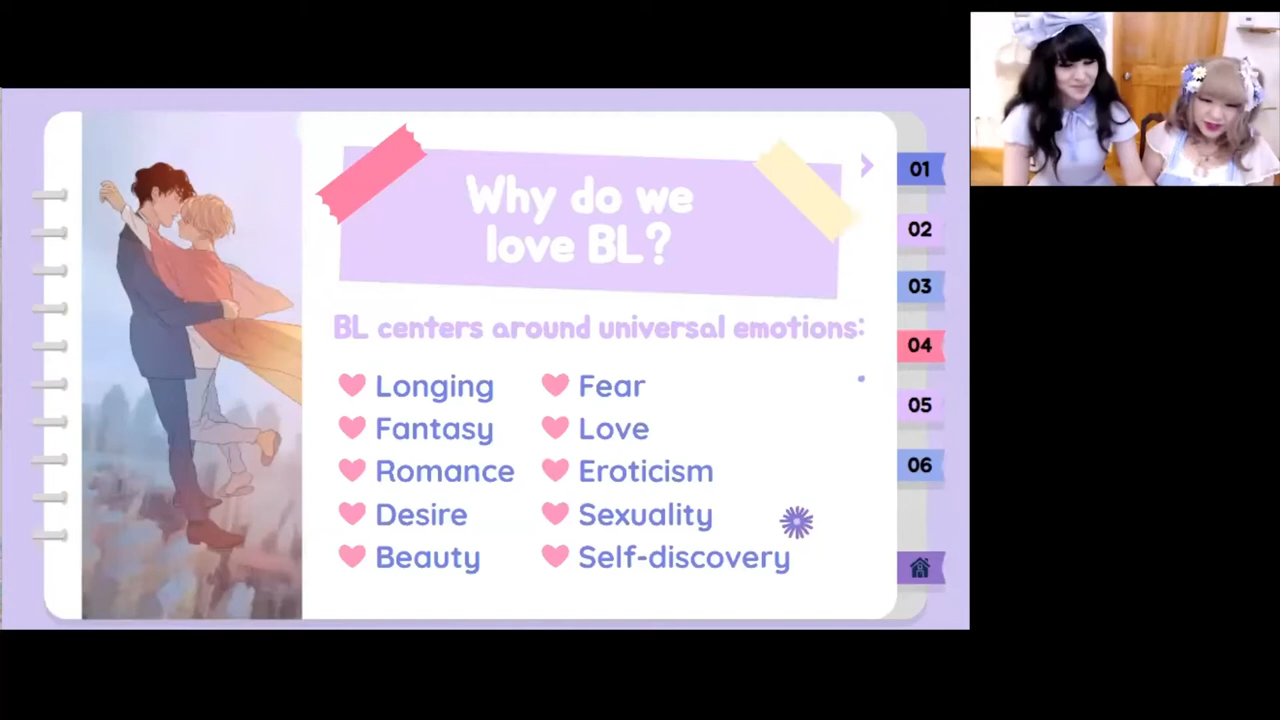 Why do we
love BL?
BL centers around universal emotions:
Longing
Fantasy
Romance
Desire
Beauty
Fear
Love
Eroticism
Sexuality
Self-discovery
01
02
03
04
05
06